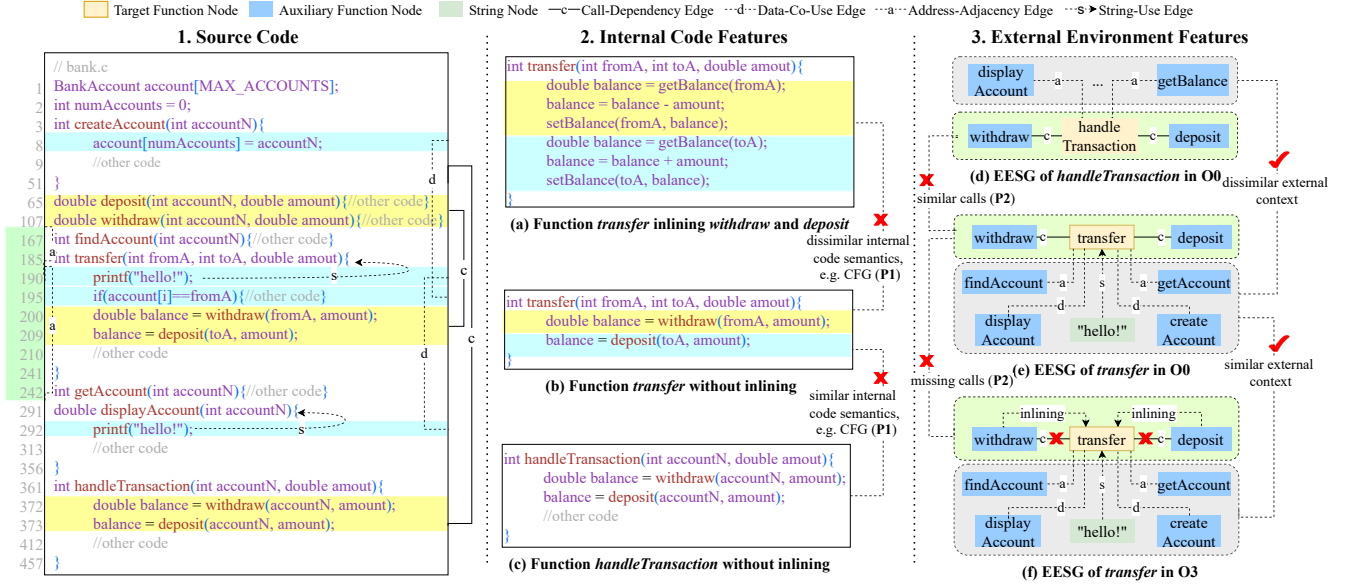 Target Function Node Auxiliary Function Node String Node c Call-Dependency Edge d Data-Co-Use Edge a Address-Adjacency Edge s String-Use Edge
1. Source Code
// bank.c
1 BankAccount account[MAX_ACCOUNTS];
2 int numAccounts = 0;
3 int createAccount(int accountN){
8 account[numAccounts] = accountN;
9 //other code
51 }
65 double deposit(int accountN, double amount){//other code}
107 double withdraw(int accountN, double amount){//other code}
167 int findAccount(int accountN){//other code}
185 int transfer(int fromA, int toA, double amout){
190 printf("hello!");
195 if(account[i]==fromA){//other code}
200 double balance = withdraw(fromA, amount);
209 balance = deposit(toA, amount);
210 //other code
241 }
242 int getAccount(int accountN){//other code}
291 double displayAccount(int accountN){
292 printf("hello!");
313 //other code
356 }
361 int handleTransaction(int accountN, double amout){
372 double balance = withdraw(accountN, amount);
373 balance = deposit(accountN, amount);
412 //other code
457 }
a
a
s
s
d
d
c
c
2. Internal Code Features
int transfer(int fromA, int toA, double amout){
double balance = getBalance(fromA);
balance = balance - amount;
setBalance(fromA, balance);
double balance = getBalance(toA);
balance = balance + amount;
setBalance(toA, balance);
}
(a) Function transfer inlining withdraw and deposit
dissimilar internal
code semantics,
e.g. CFG (P1)
int transfer(int fromA, int toA, double amout){
double balance = withdraw(fromA, amount);
balance = deposit(toA, amount);
}
(b) Function transfer without inlining
similar internal
code semantics,
e.g. CFG (P1)
int handleTransaction(int accountN, double amout){
double balance = withdraw(accountN, amount);
balance = deposit(accountN, amount);
//other code
}
(c) Function handleTransaction without inlining
3. External Environment Features
display
Account
a ... a
getBalance
withdraw c handle
Transaction
c deposit
(d) EESG of handleTransaction in O0
similar calls (P2)
dissimilar external
context
withdraw c transfer c deposit
findAccount a s a getAccount
d d
display
Account
"hello!"
create
Account
(e) EESG of transfer in O0
missing calls (P2)
similar external
context
inlining inlining
withdraw c transfer c deposit
findAccount a s a getAccount
d d
display
Account
"hello!"
create
Account
(f) EESG of transfer in O3